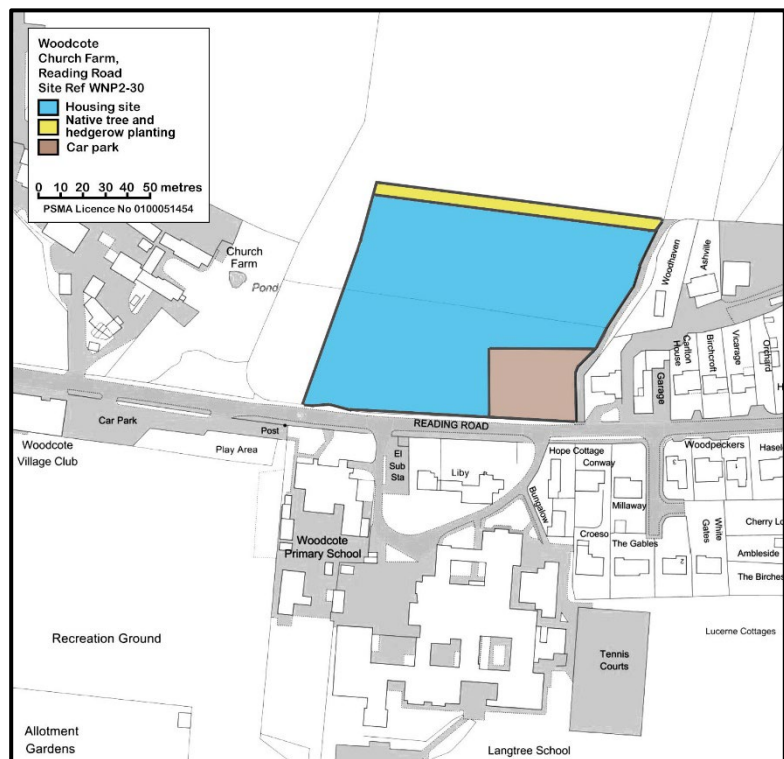 Woodcote
Church Farm,
Reading Road
Site Ref WNP2-30
Housing site
Native tree and
hedgerow planting
Car park
0 10 20 30 40 50 metres
PSMA Licence No 0100051454
Church
Farm
Pond
Woodhaven
Ashville
Carlton
House
Birchcroft
Vicarage
Orchard
Garage
H
READING ROAD
Car Park
Post
Woodcote
Village Club
Play Area
El
Sub
Sta
Liby
Hope Cottage
Conway
Woodpeckers
Hasel
Bungalow
Millaway
White
Gates
Cherry Lo
Croeso
The Gables
2
Ambleside
The Birches
Woodcote
Primary School
Recreation Ground
Lucerne Cottages
Tennis
Courts
Allotment
Gardens
Langtree School